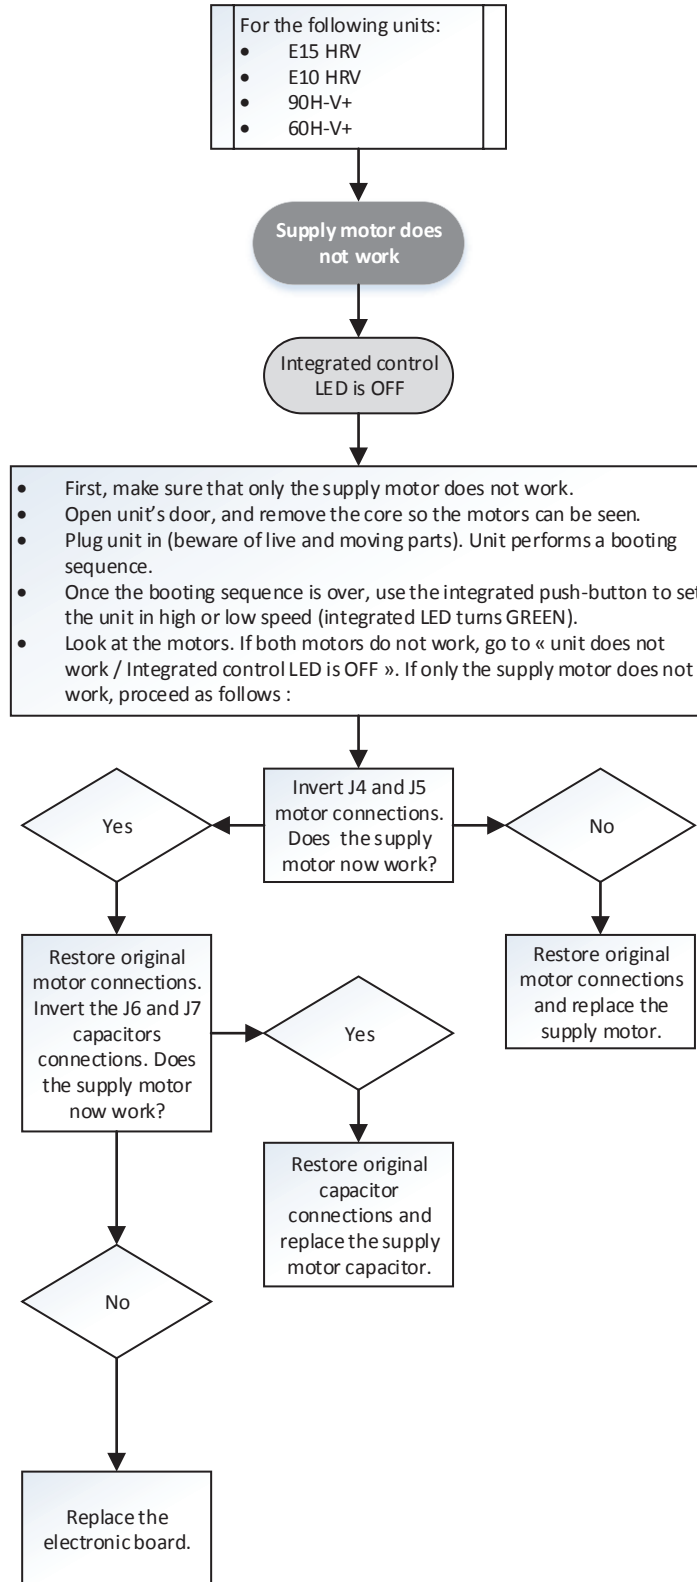 For the following units:
• E15 HRV
• E10 HRV
• 90H-V+
• 60H-V+
Supply motor does
not work
Integrated control
LED is OFF
• First, make sure that only the supply motor does not work.
• Open unit’s door, and remove the core so the motors can be seen.
• Plug unit in (beware of live and moving parts). Unit performs a booting
sequence.
• Once the booting sequence is over, use the integrated push-button to set
the unit in high or low speed (integrated LED turns GREEN).
• Look at the motors. If both motors do not work, go to « unit does not
work / Integrated control LED is OFF ». If only the supply motor does not
work, proceed as follows :
Invert J4 and J5
motor connections.
Does the supply
motor now work?
Yes
No
Restore original
motor connections.
Invert the J6 and J7
capacitors
connections. Does
the supply motor
now work?
Yes
Restore original
motor connections
and replace the
supply motor.
Restore original
capacitor
connections and
replace the supply
motor capacitor.
No
Replace the
electronic board.